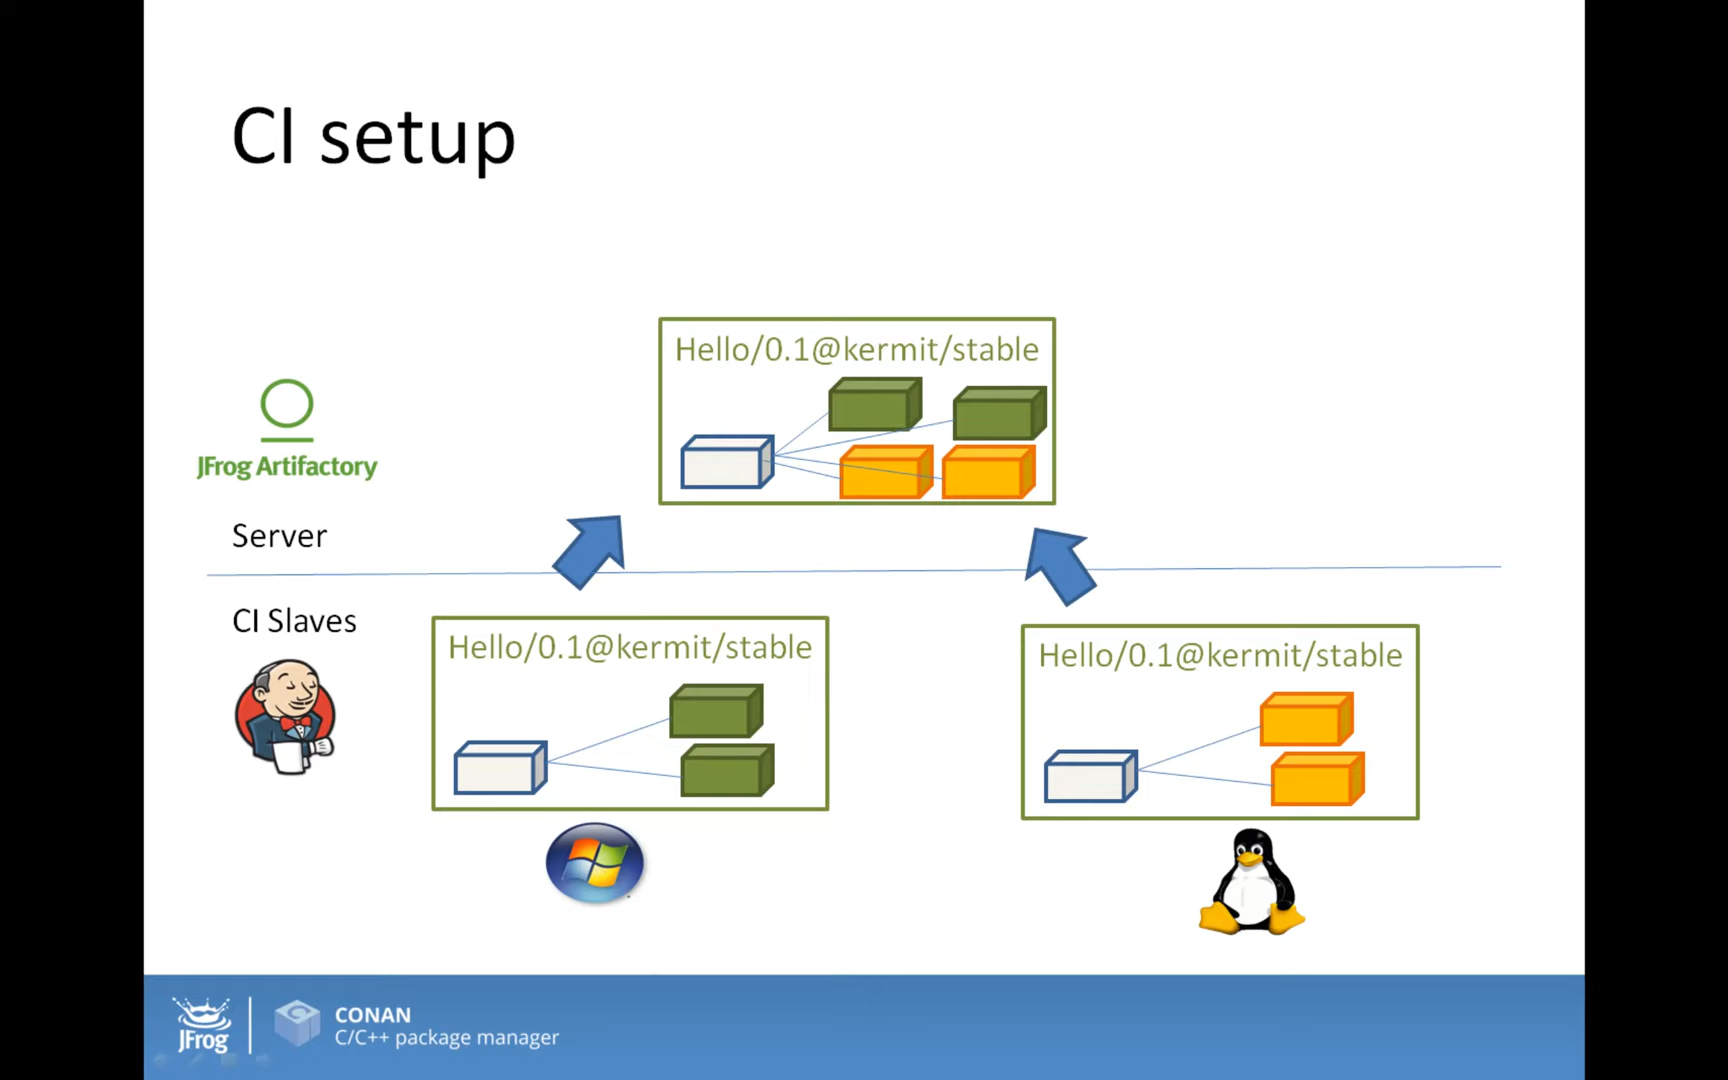 CI setup
Hello/0.1@kermit/stable
JFrog Artifactory
Server
CI Slaves
Hello/0.1@kermit/stable
Hello/0.1@kermit/stable
JFrog
CONAN
C/C++ package manager